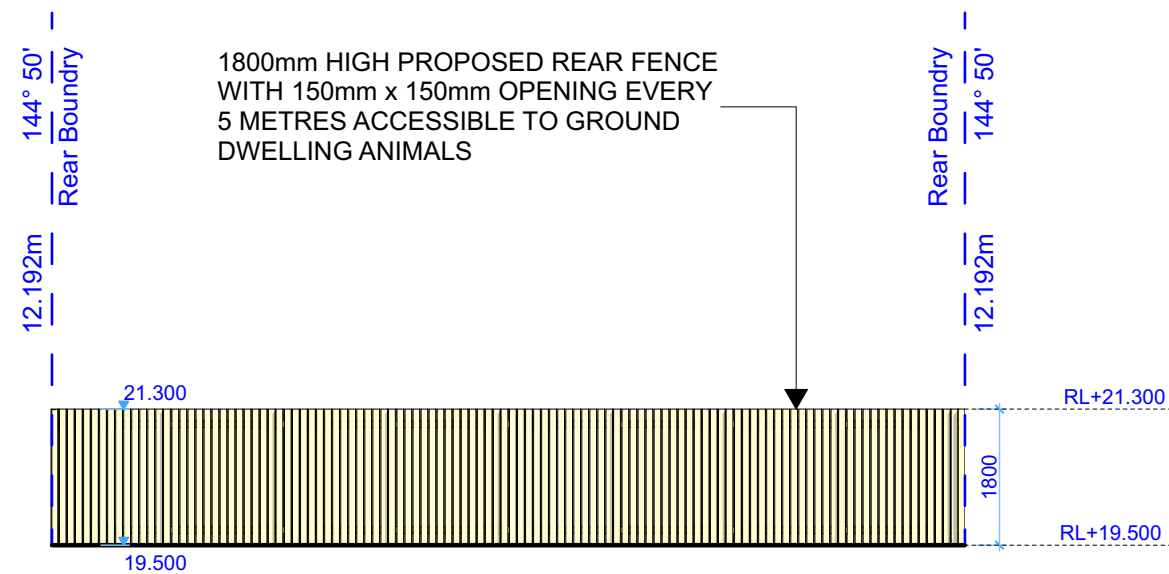 1800mm HIGH PROPOSED REAR FENCE
WITH 150mm x 150mm OPENING EVERY
5 METRES ACCESSIBLE TO GROUND
DWELLING ANIMALS
144° 50'
Rear Boundry
12.192m
Rear Boundry
144° 50'
12.192m
21.300
RL+21.300
1800
19.500
RL+19.500